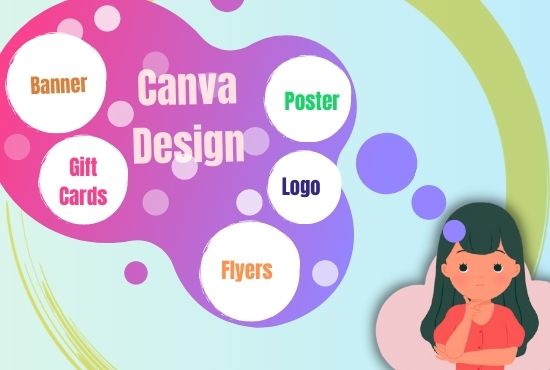 Canva
Design
Banner
Poster
Gift
Cards
Logo
Flyers